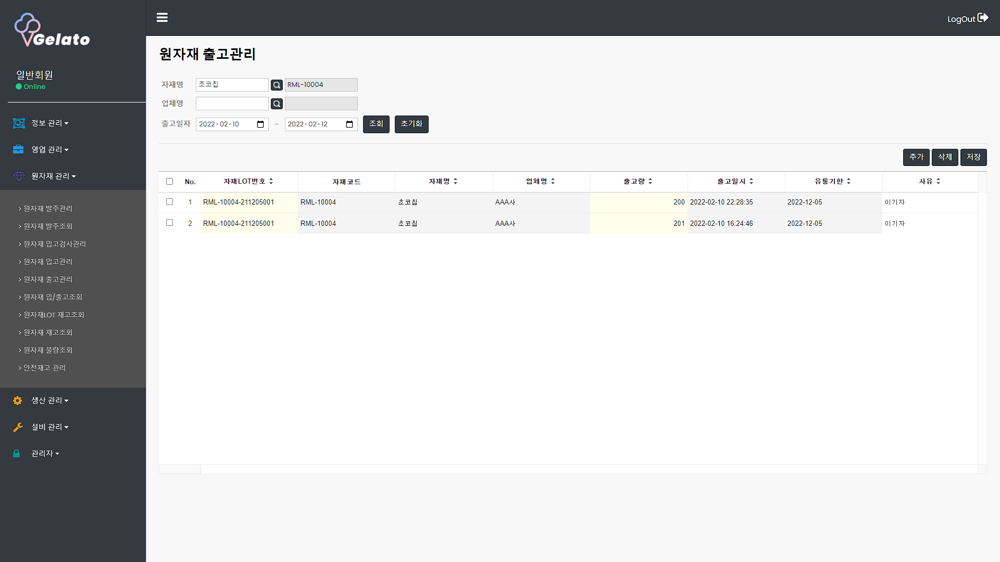 Gelato
LogOut
일반회원
Online
정보 관리
영업 관리
원자재 관리
> 원자재 발주관리
> 원자재 발주조회
> 원자재 입고검사관리
> 원자재 입고관리
> 원자재 출고관리
> 원자재 입/출고조회
> 원자재LOT 재고조회
> 원자재 재고조회
> 원자재 불량조회
> 안전재고 관리
생산 관리
설비 관리
관리자
원자재 출고관리
자재명 초코칩 RML-10004
업체명
출고일자 2022-02-10 ~ 2022-02-12 조회 초기화
추가 삭제 저장
No. 자재LOT번호 자재코드 자재명 업체명 출고량 출고일시 유통기한 사유
1 RML-10004-211205001 RML-10004 초코칩 AAA사 200 2022-02-10 22:28:35 2022-12-05 이기자
2 RML-10004-211205001 RML-10004 초코칩 AAA사 201 2022-02-10 16:24:46 2022-12-05 이기자